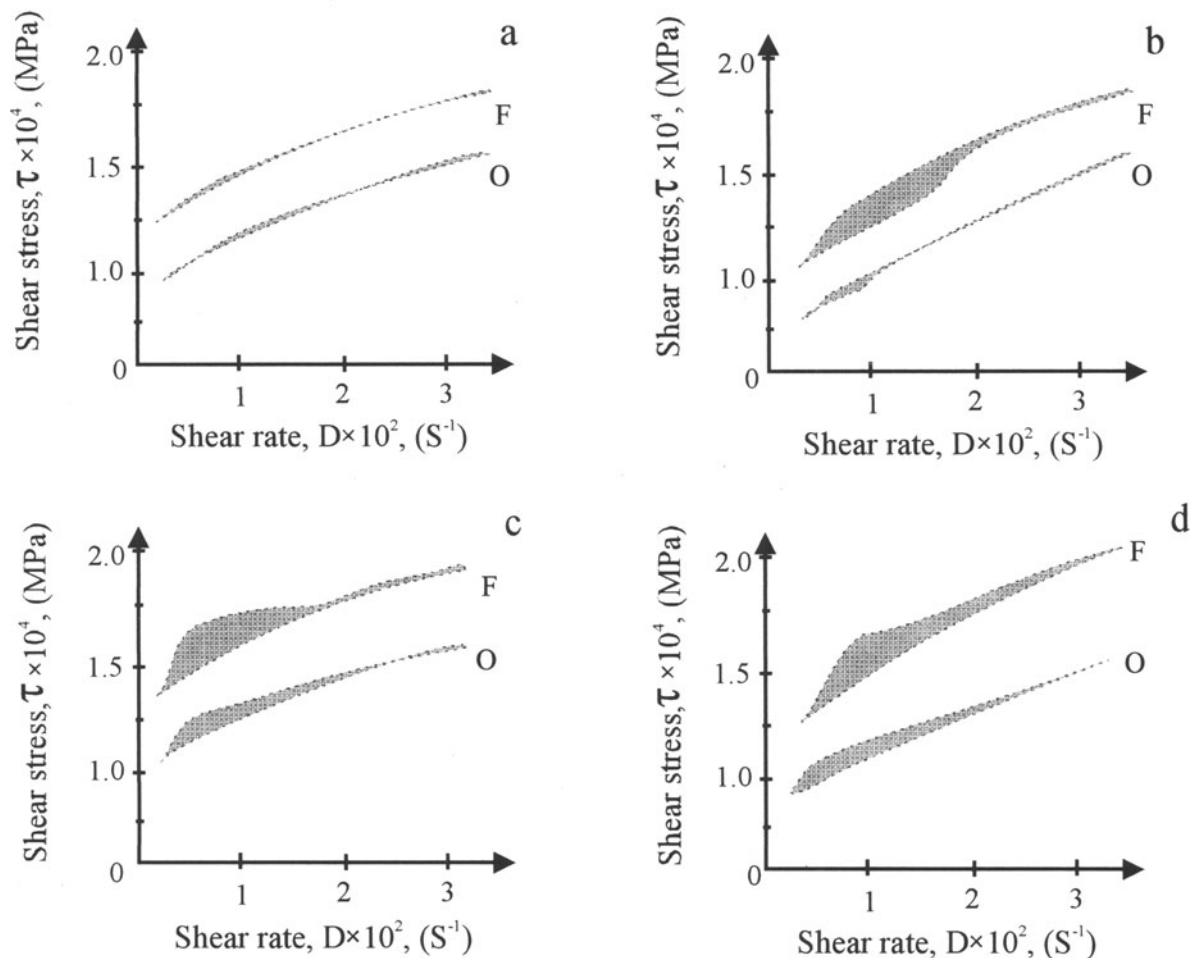 a
Shear stress, τ ×10⁴, (MPa)
2.0
1.5
1.0
0
F
O
1 2 3
Shear rate, D×10², (S⁻¹)
b
Shear stress, τ ×10⁴, (MPa)
2.0
1.5
1.0
0
F
O
1 2 3
Shear rate, D×10², (S⁻¹)
c
Shear stress, τ ×10⁴, (MPa)
2.0
1.5
1.0
0
F
O
1 2 3
Shear rate, D×10², (S⁻¹)
d
Shear stress, τ ×10⁴, (MPa)
2.0
1.5
1.0
0
F
O
1 2 3
Shear rate, D×10², (S⁻¹)